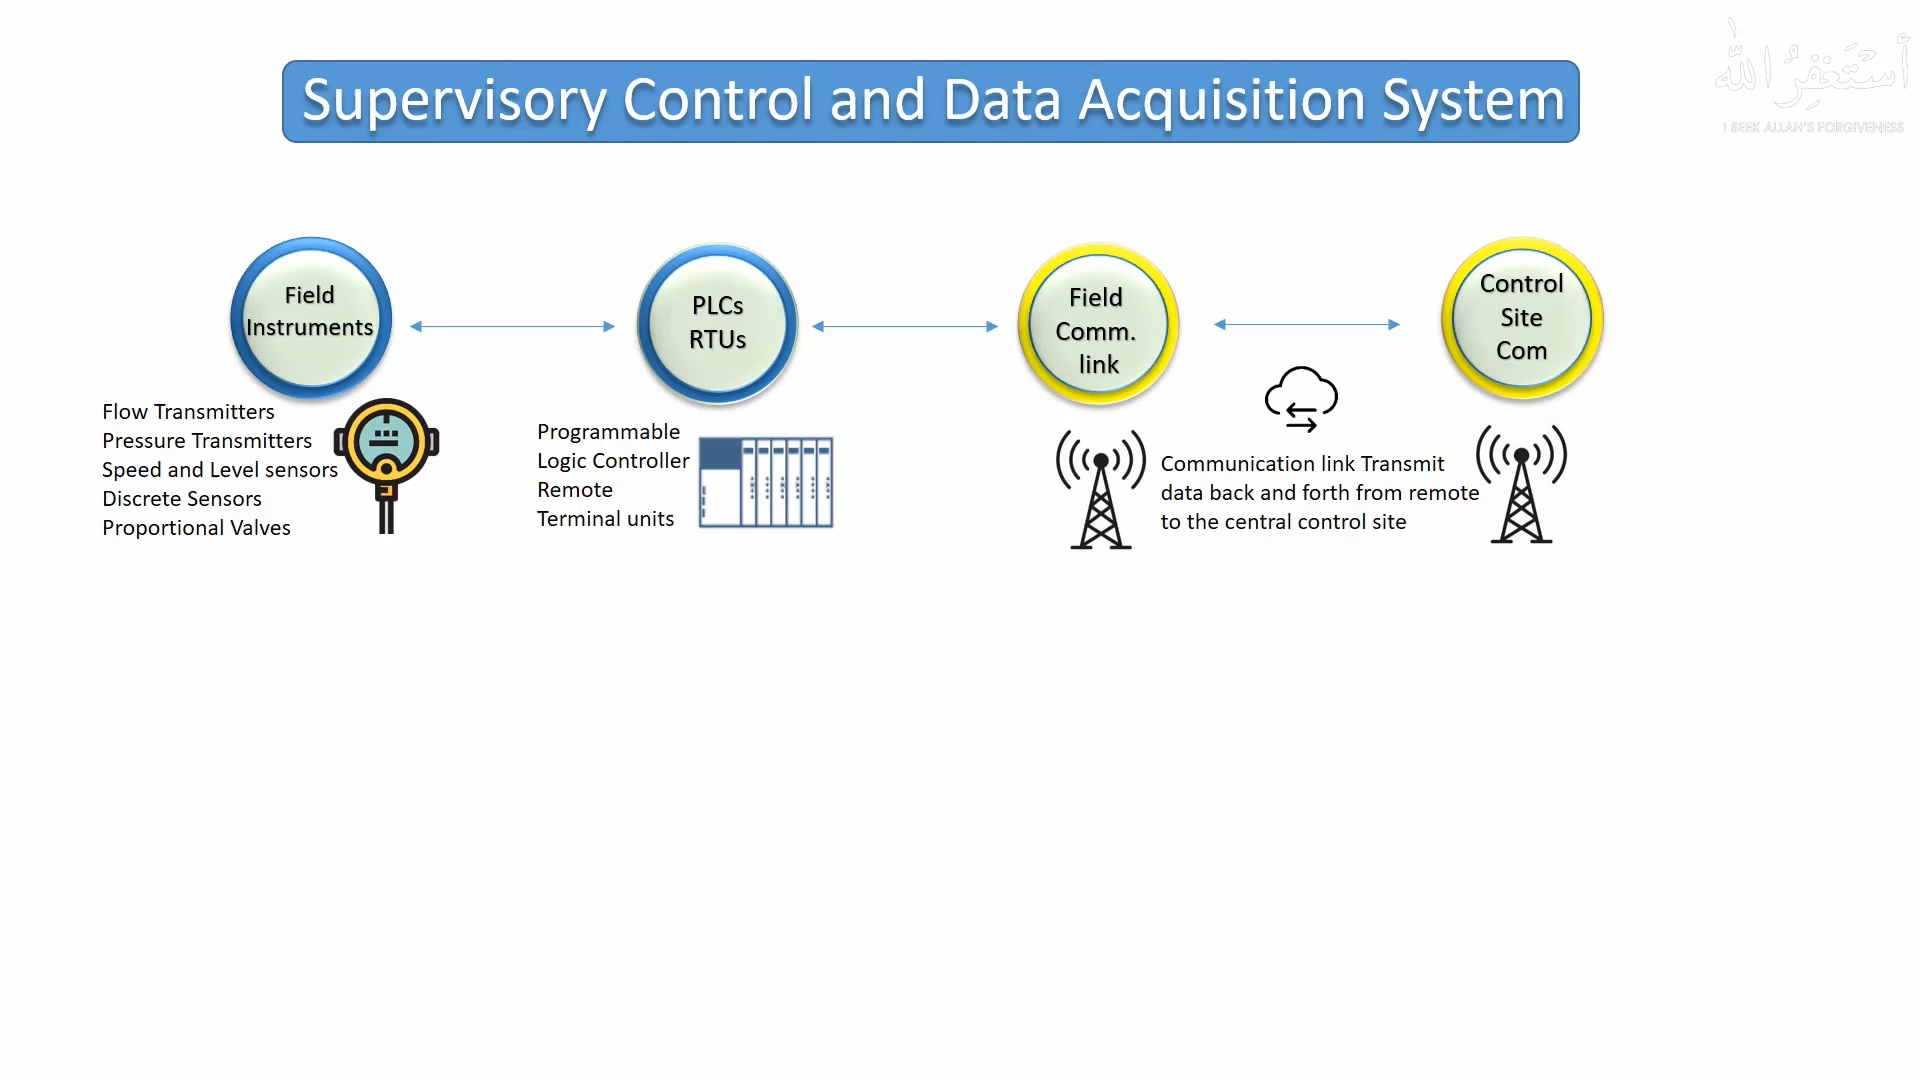 Supervisory Control and Data Acquisition System
أَسْتَغْفِرُ اللّٰه
I SEEK ALLAH'S FORGIVENESS
Field
Instruments
PLCs
RTUs
Field
Comm.
link
Control
Site
Com
Flow Transmitters
Pressure Transmitters
Speed and Level sensors
Discrete Sensors
Proportional Valves
Programmable
Logic Controller
Remote
Terminal units
Communication link Transmit
data back and forth from remote
to the central control site